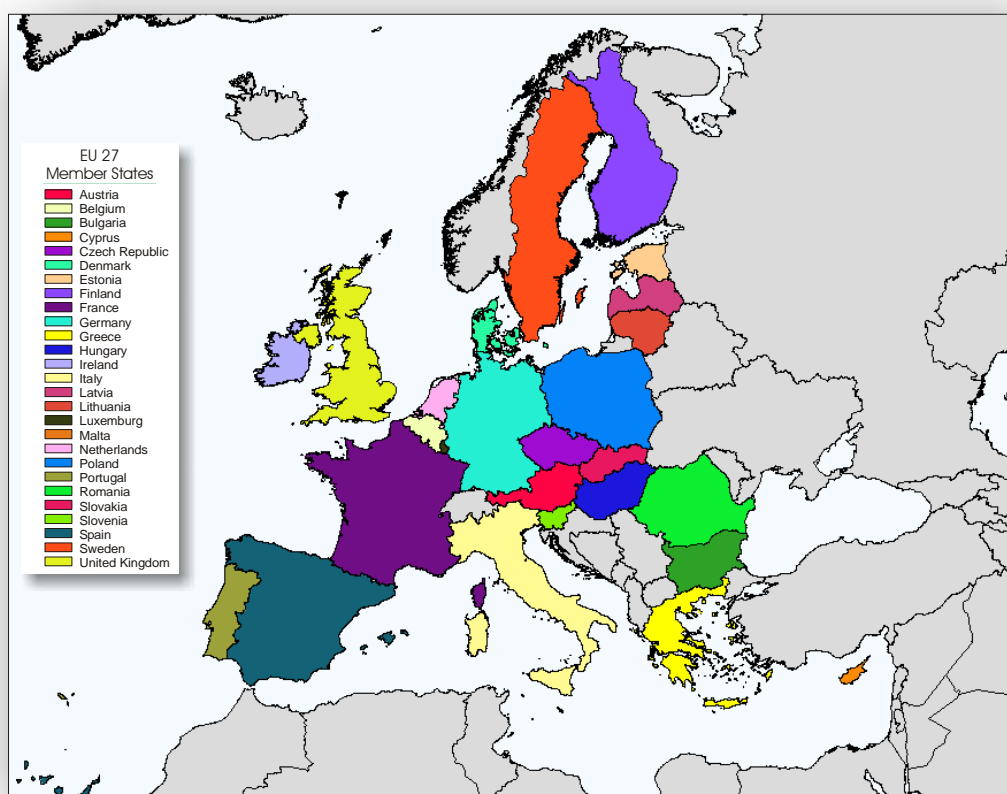 EU 27
Member States
Austria
Belgium
Bulgaria
Cyprus
Czech Republic
Denmark
Estonia
Finland
France
Germany
Greece
Hungary
Ireland
Italy
Latvia
Lithuania
Luxemburg
Malta
Netherlands
Poland
Portugal
Romania
Slovakia
Slovenia
Spain
Sweden
United Kingdom